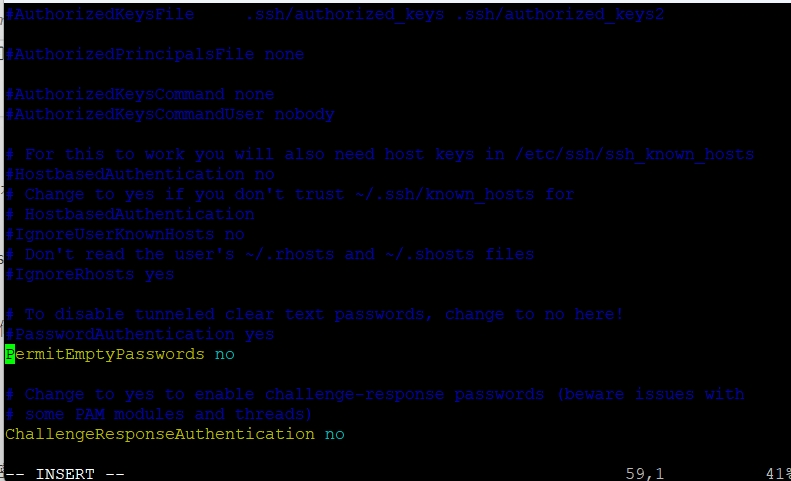 #AuthorizedKeysFile     .ssh/authorized_keys .ssh/authorized_keys2
#AuthorizedPrincipalsFile none
#AuthorizedKeysCommand none
#AuthorizedKeysCommandUser nobody
# For this to work you will also need host keys in /etc/ssh/ssh_known_hosts
#HostbasedAuthentication no
# Change to yes if you don't trust ~/.ssh/known_hosts for
# HostbasedAuthentication
#IgnoreUserKnownHosts no
# Don't read the user's ~/.rhosts and ~/.shosts files
#IgnoreRhosts yes
# To disable tunneled clear text passwords, change to no here!
#PasswordAuthentication yes
PermitEmptyPasswords no
# Change to yes to enable challenge-response passwords (beware issues with
# some PAM modules and threads)
ChallengeResponseAuthentication no
-- INSERT -- 59,1 41%